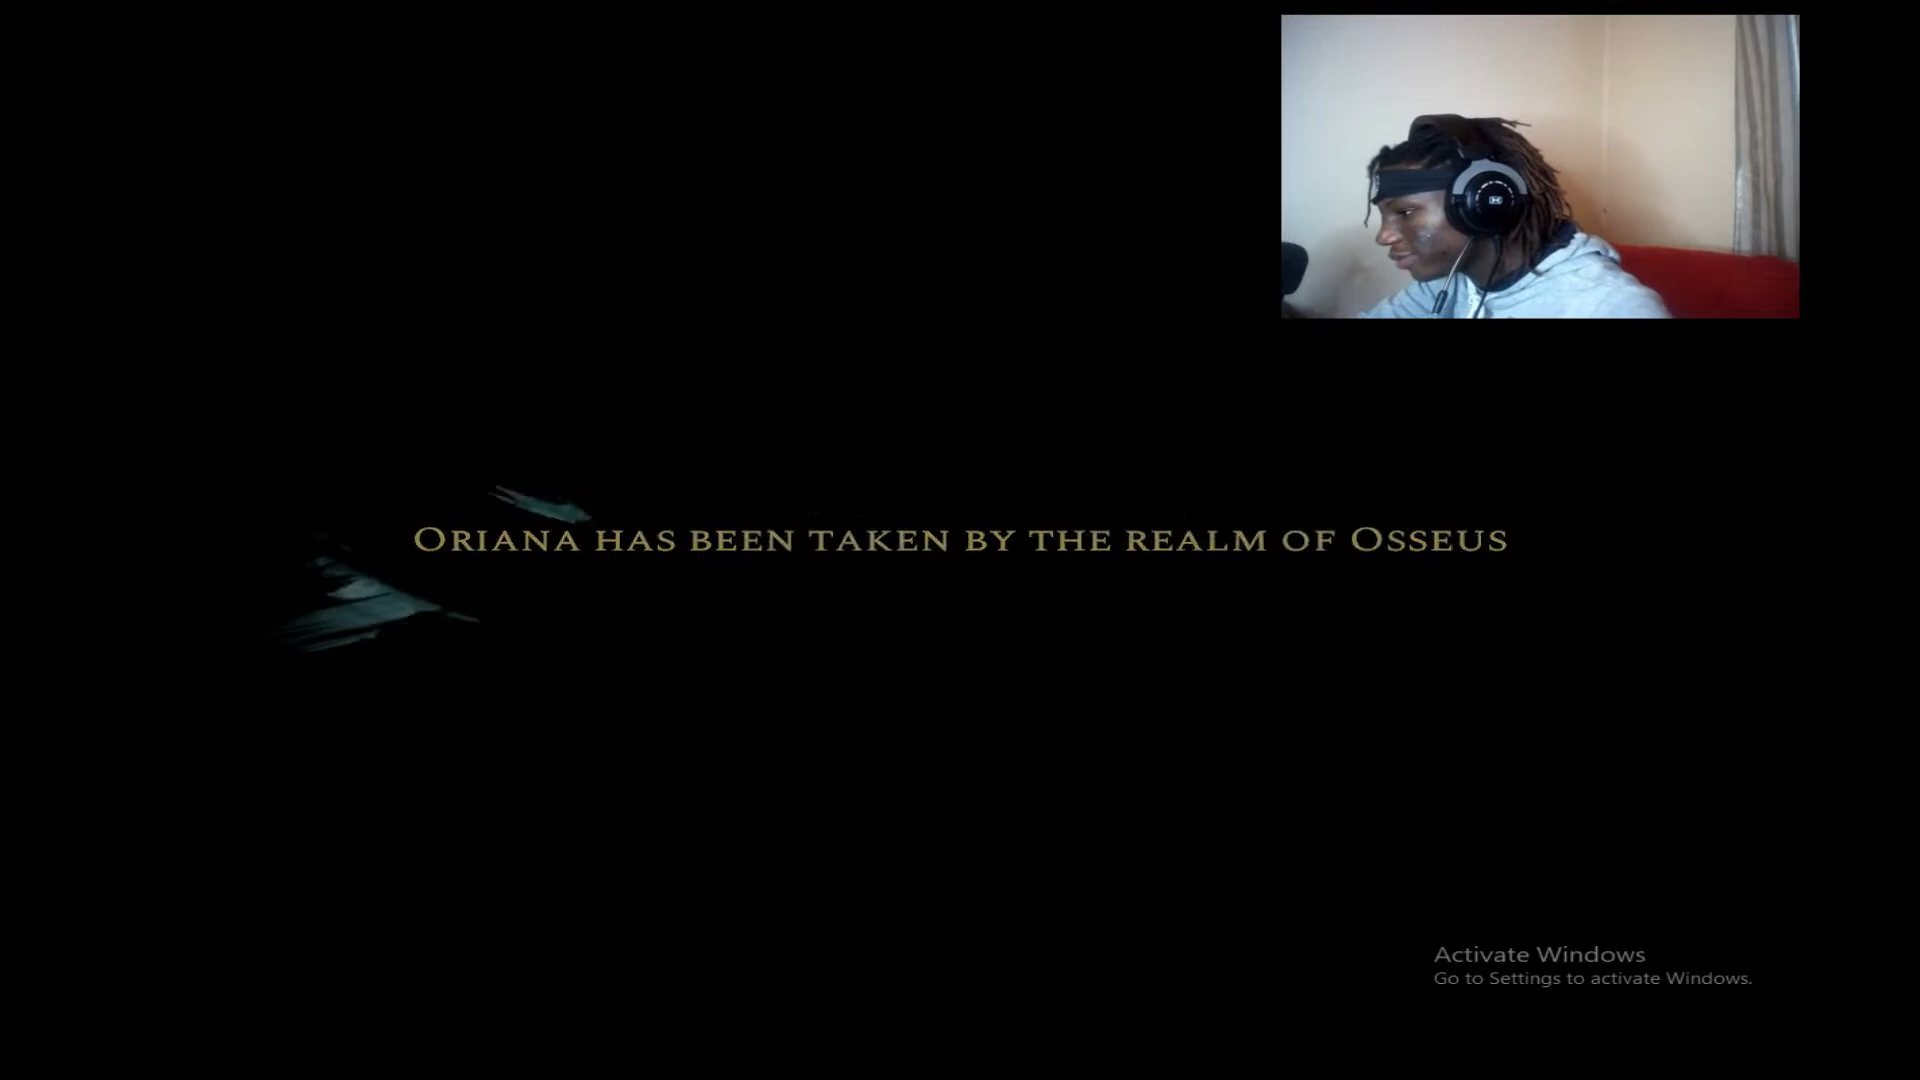 ORIANA HAS BEEN TAKEN BY THE REALM OF OSSEUS
Activate Windows
Go to Settings to activate Windows.